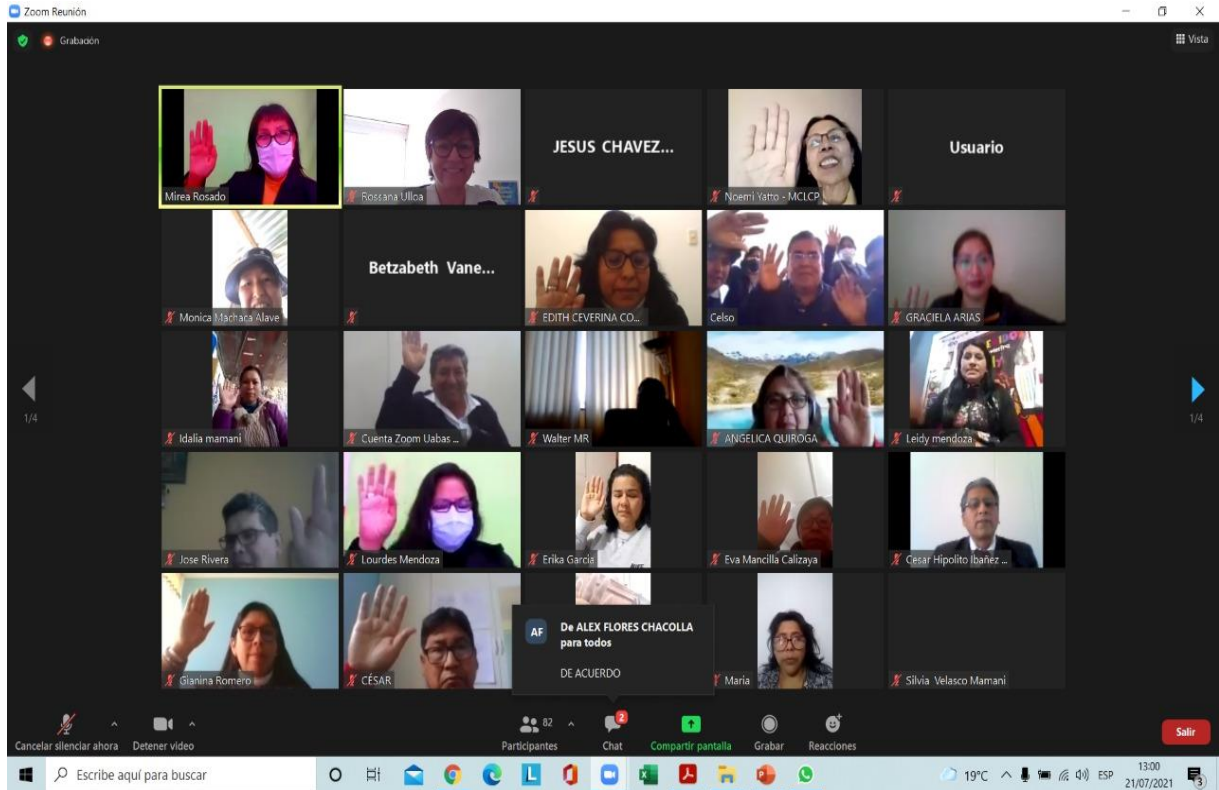 Zoom Reunión
Grabación
Vista
Mirea Rosado
Rossana Ulloa
JESUS CHAVEZ...
Noemi Yatto - MCLCP
Usuario
Monica Machaca Alave
Betzabeth Vane...
EDITH CEVERINA CO...
Celso
GRACIELA ARIAS
Idalia mamani
Cuenta Zoom Uabas ...
Walter MR
ANGELICA QUIROGA
Leidy mendoza
1/4
1/4
Jose Rivera
Lourdes Mendoza
Erika Garcia
Eva Mancilla Calizaya
Cesar Hipolito Ibañez ...
Gianina Romero
CÉSAR
AF
De ALEX FLORES CHACOLLA
para todos
DE ACUERDO
Maria
Silvia Velasco Mamani
Cancelar silenciar ahora
Detener video
82
Participantes
2
Chat
Compartir pantalla
Grabar
Reacciones
Salir
Escribe aquí para buscar
19°C
ESP
13:00
21/07/2021
3